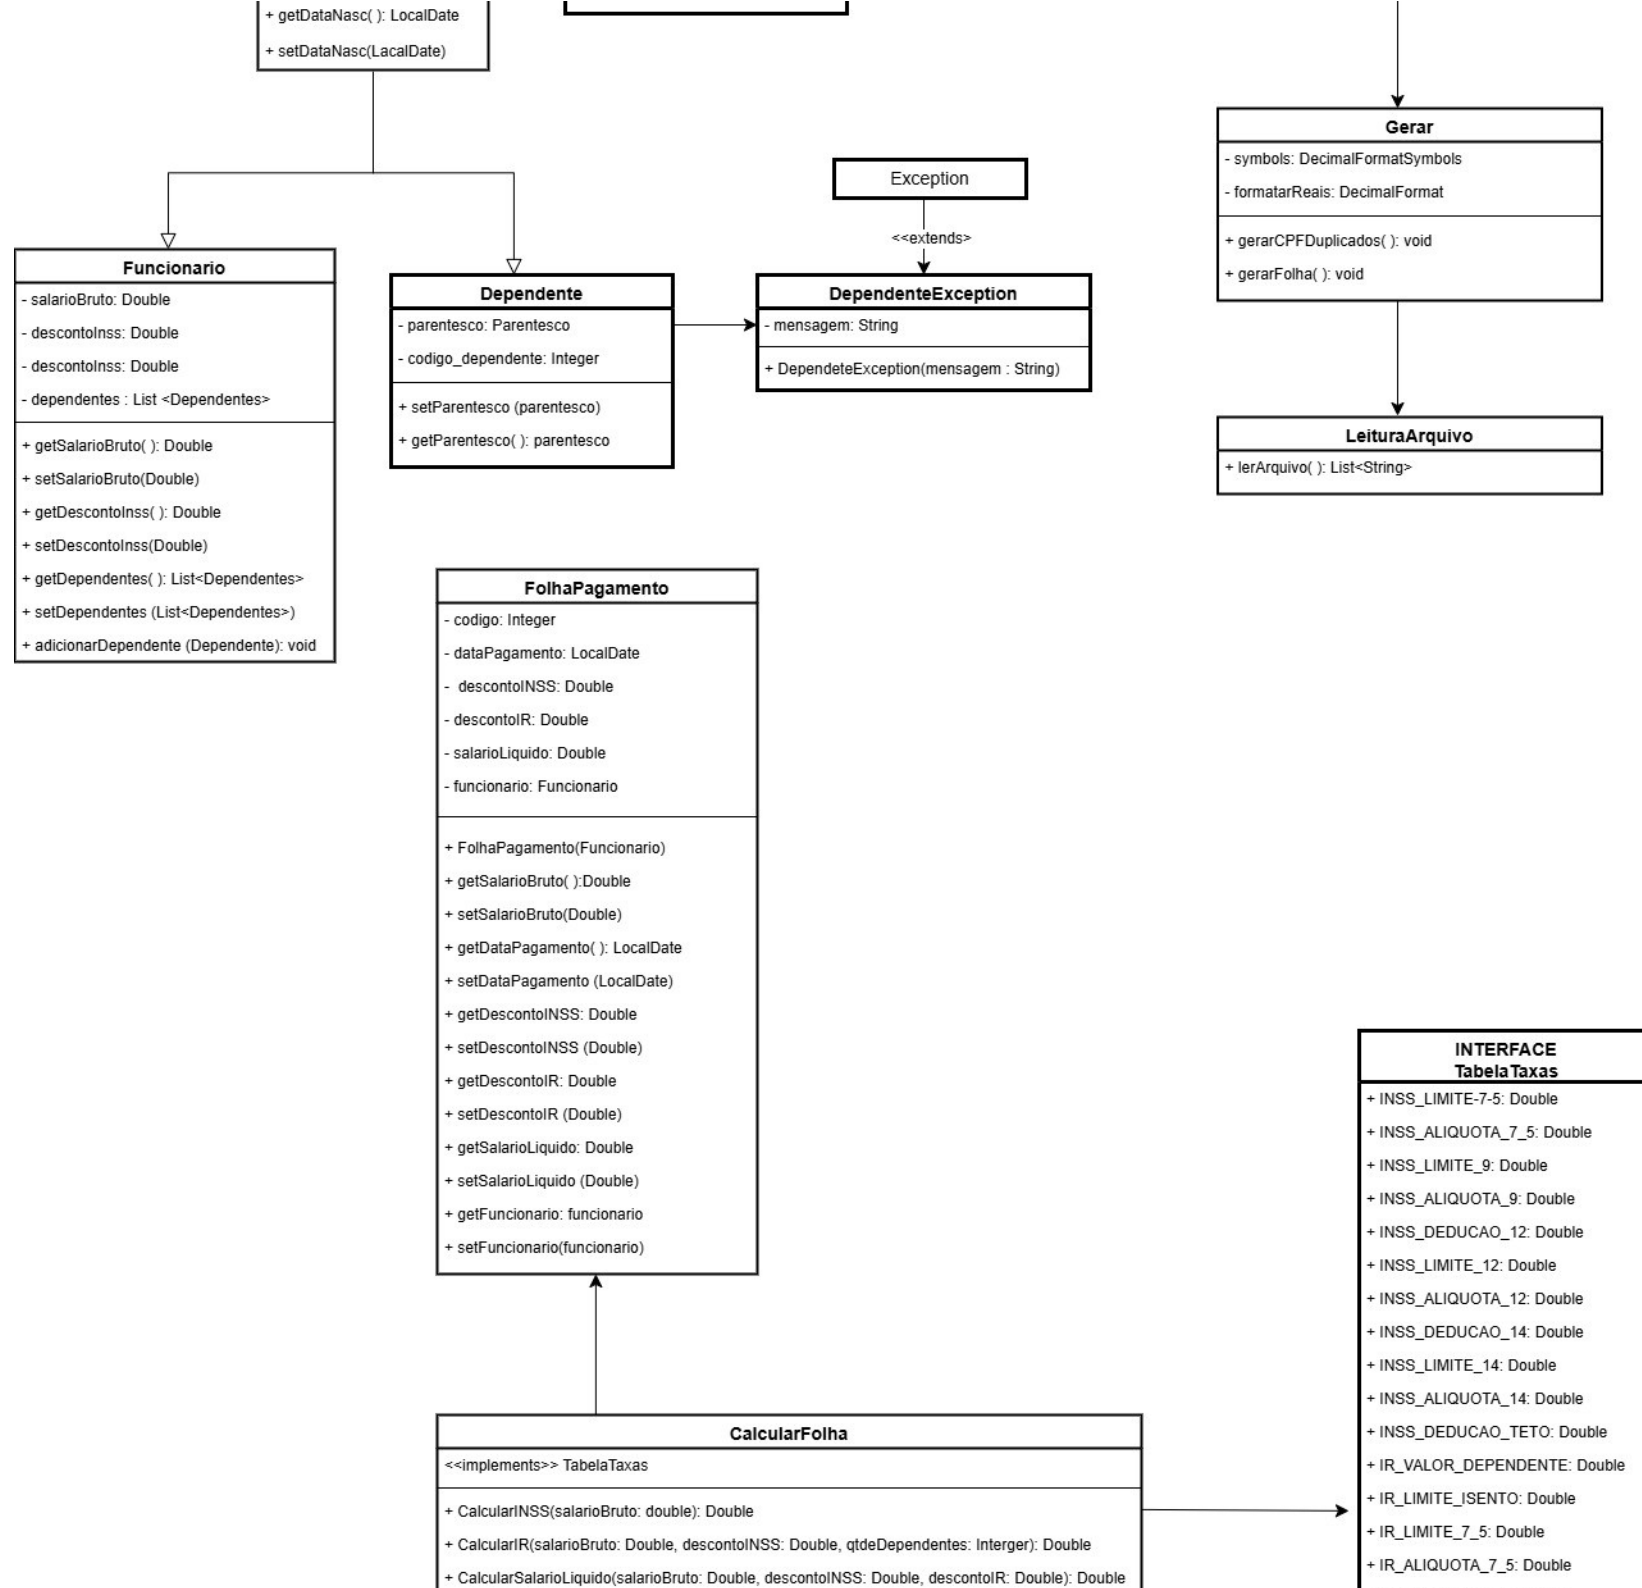 + getDataNasc( ): LocalDate
+ setDataNasc(LacalDate)
Gerar
- symbols: DecimalFormatSymbols
- formatarReais: DecimalFormat
+ gerarCPFDuplicados( ): void
+ gerarFolha( ): void
Exception
<<extends>
Funcionario
- salarioBruto: Double
- descontoInss: Double
- descontoInss: Double
- dependentes : List <Dependentes>
+ getSalarioBruto( ): Double
+ setSalarioBruto(Double)
+ getDescontoInss( ): Double
+ setDescontoInss(Double)
+ getDependentes( ): List<Dependentes>
+ setDependentes (List<Dependentes>)
+ adicionarDependente (Dependente): void
Dependente
- parentesco: Parentesco
- codigo_dependente: Integer
+ setParentesco (parentesco)
+ getParentesco( ): parentesco
DependenteException
- mensagem: String
+ DependeteException(mensagem : String)
LeituraArquivo
+ lerArquivo( ): List<String>
FolhaPagamento
- codigo: Integer
- dataPagamento: LocalDate
- descontoINSS: Double
- descontoIR: Double
- salarioLiquido: Double
- funcionario: Funcionario
+ FolhaPagamento(Funcionario)
+ getSalarioBruto( ):Double
+ setSalarioBruto(Double)
+ getDataPagamento( ): LocalDate
+ setDataPagamento (LocalDate)
+ getDescontoINSS: Double
+ setDescontoINSS (Double)
+ getDescontoIR: Double
+ setDescontoIR (Double)
+ getSalarioLiquido: Double
+ setSalarioLiquido (Double)
+ getFuncionario: funcionario
+ setFuncionario(funcionario)
INTERFACE
TabelaTaxas
+ INSS_LIMITE-7-5: Double
+ INSS_ALIQUOTA_7_5: Double
+ INSS_LIMITE_9: Double
+ INSS_ALIQUOTA_9: Double
+ INSS_DEDUCAO_12: Double
+ INSS_LIMITE_12: Double
+ INSS_ALIQUOTA_12: Double
+ INSS_DEDUCAO_14: Double
+ INSS_LIMITE_14: Double
+ INSS_ALIQUOTA_14: Double
+ INSS_DEDUCAO_TETO: Double
+ IR_VALOR_DEPENDENTE: Double
+ IR_LIMITE_ISENTO: Double
+ IR_LIMITE_7_5: Double
+ IR_ALIQUOTA_7_5: Double
CalcularFolha
<<implements>> TabelaTaxas
+ CalcularINSS(salarioBruto: double): Double
+ CalcularIR(salarioBruto: Double, descontoINSS: Double, qtdeDependentes: Interger): Double
+ CalcularSalarioLiquido(salarioBruto: Double, descontoINSS: Double, descontoIR: Double): Double